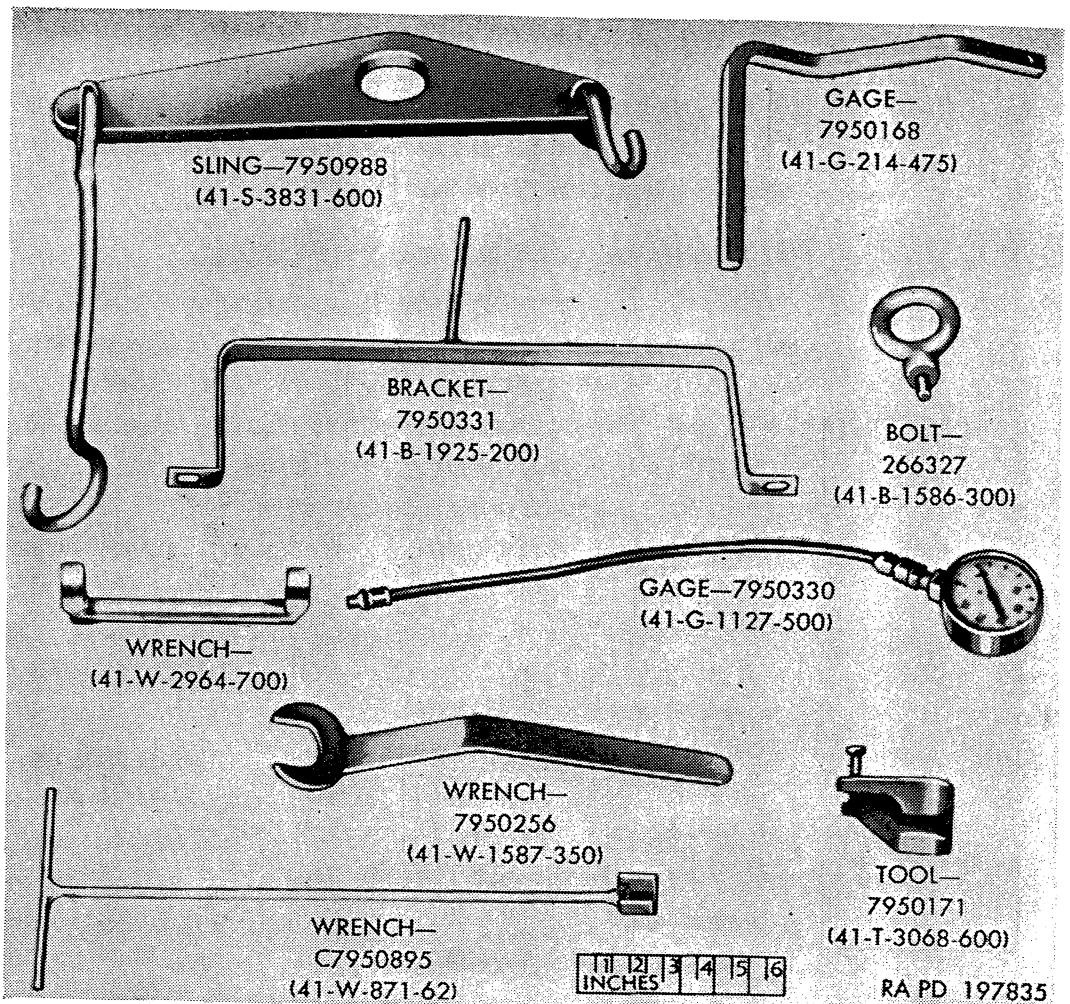 SLING—7950988
(41-S-3831-600)
GAGE—
7950168
(41-G-214-475)
BRACKET—
7950331
(41-B-1925-200)
BOLT—
266327
(41-B-1586-300)
GAGE—7950330
(41-G-1127-500)
WRENCH—
(41-W-2964-700)
WRENCH—
7950256
(41-W-1587-350)
TOOL—
7950171
(41-T-3068-600)
WRENCH—
C7950895
(41-W-871-62)
1 2 3 4 5 6
INCHES
RA PD 197835